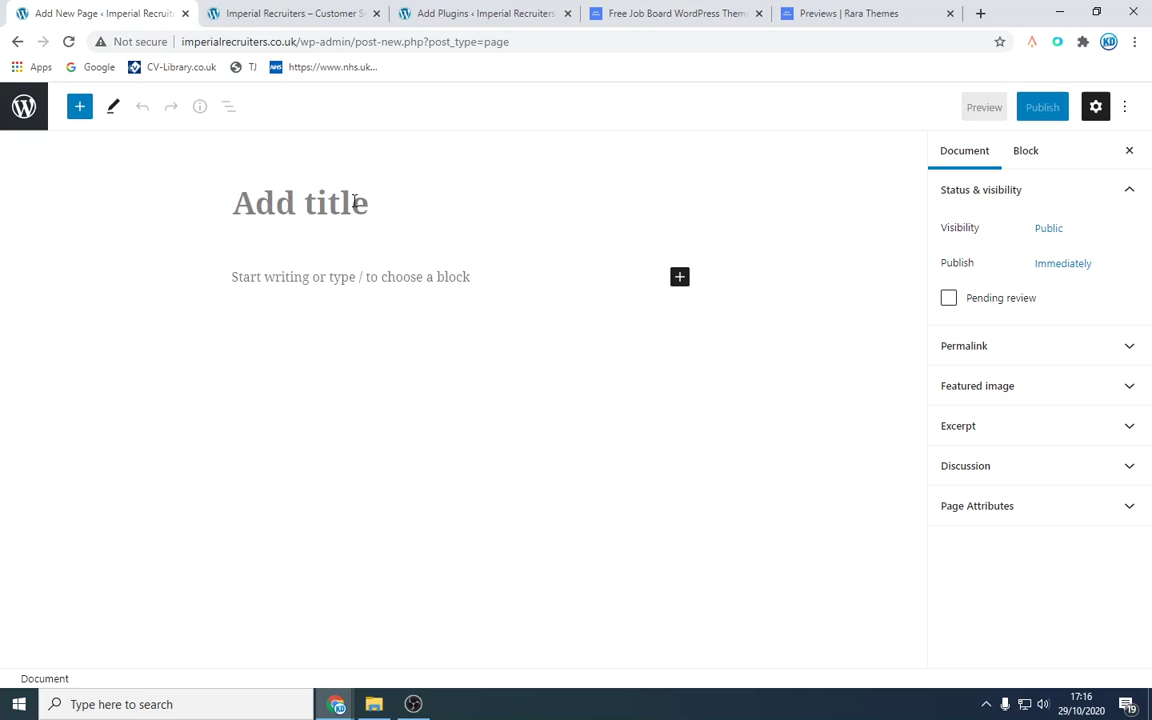 Add New Page ‹ Imperial Recruite
Imperial Recruiters – Customer S
Add Plugins ‹ Imperial Recruiters
Free Job Board WordPress Them
Previews | Rara Themes
Not secure
imperialrecruiters.co.uk/wp-admin/post-new.php?post_type=page
KD
Apps
Google
CV-Library.co.uk
TJ
NHS
https://www.nhs.uk...
Preview
Publish
Document
Block
Add title
Status & visibility
Visibility
Public
Start writing or type / to choose a block
Publish
Immediately
Pending review
Permalink
Featured image
Excerpt
Discussion
Page Attributes
Document
Type here to search
17:16
29/10/2020
19